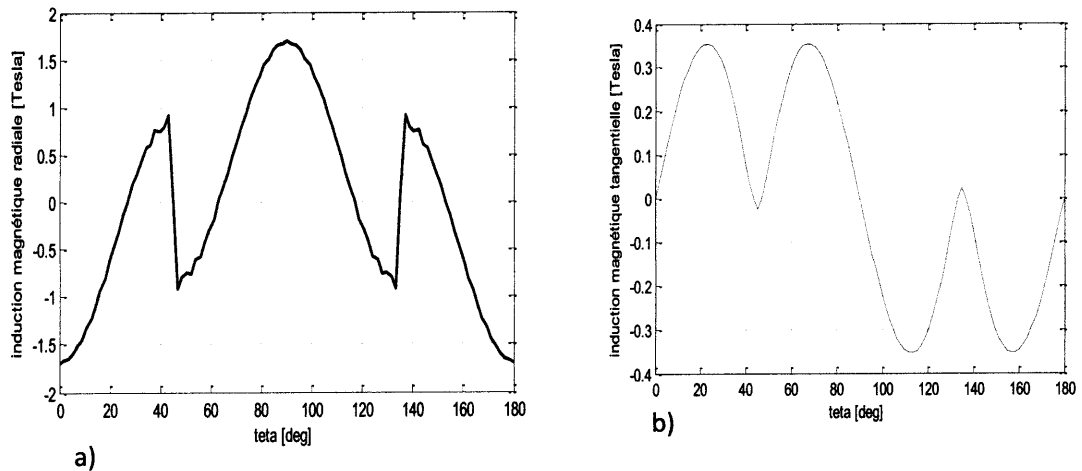 induction magnétique radiale [Tesla]
2
1.5
1
0.5
0
-0.5
-1
-1.5
-2
0 20 40 60 80 100 120 140 160 180
teta [deg]
a)
induction magnétique tangentielle [Tesla]
0.4
0.3
0.2
0.1
0
-0.1
-0.2
-0.3
-0.4
0 20 40 60 80 100 120 140 160 180
teta [deg]
b)